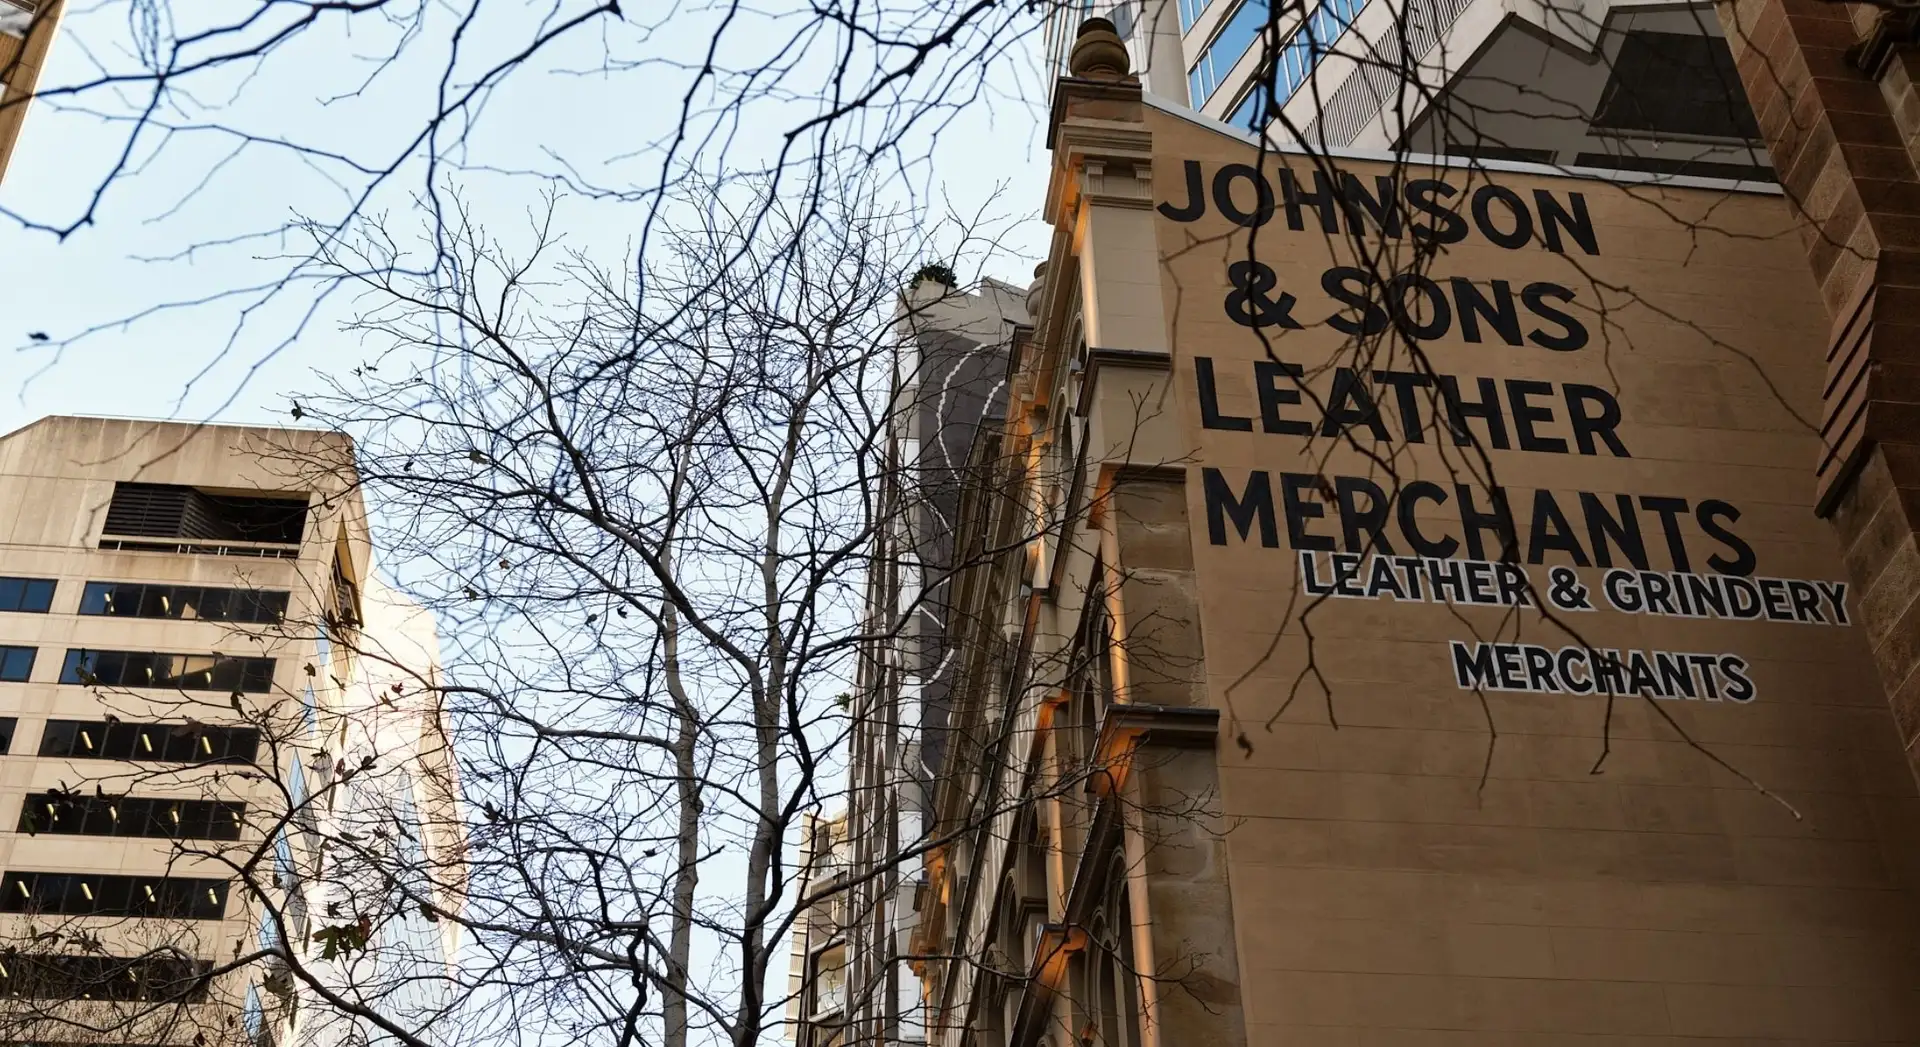 JOHNSON
& SONS
LEATHER
MERCHANTS
LEATHER & GRINDERY
MERCHANTS